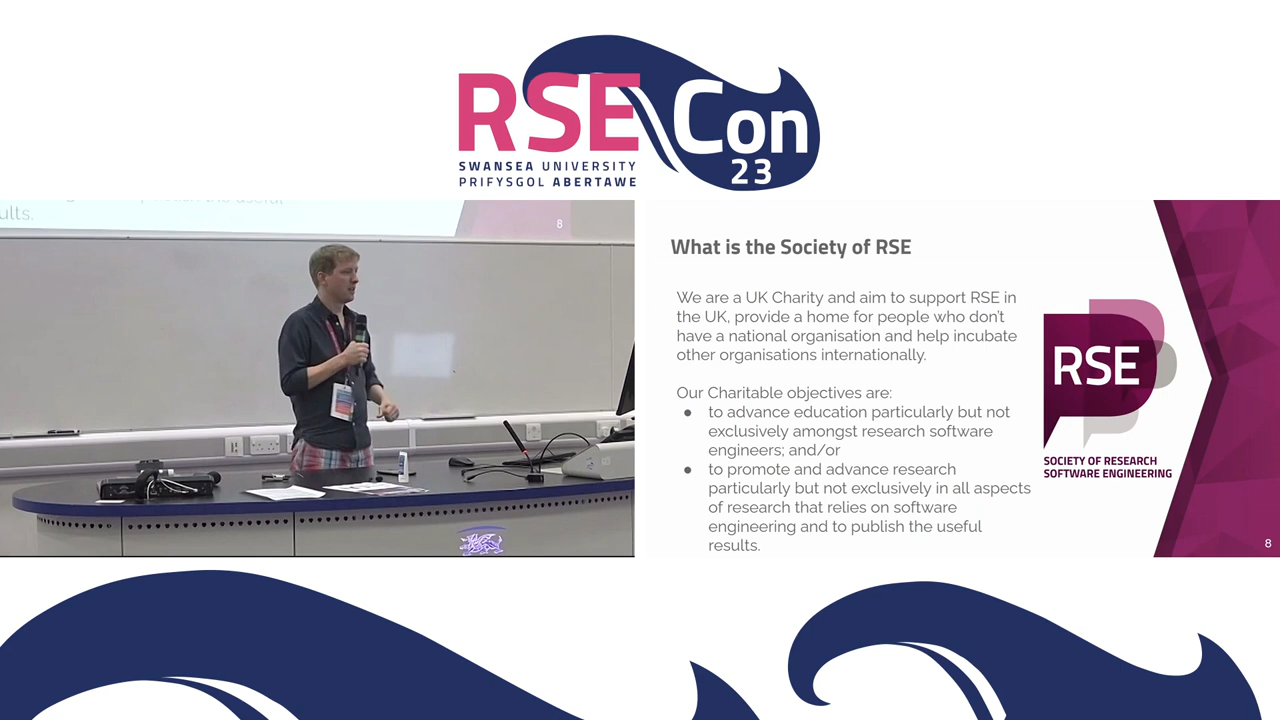 RSE Con
23
SWANSEA UNIVERSITY
PRIFYSGOL ABERTAWE
ults.
8
What is the Society of RSE
We are a UK Charity and aim to support RSE in
the UK, provide a home for people who don't
have a national organisation and help incubate
other organisations internationally.
Our Charitable objectives are:
● to advance education particularly but not
exclusively amongst research software
engineers; and/or
● to promote and advance research
particularly but not exclusively in all aspects
of research that relies on software
engineering and to publish the useful
results.
RSE
SOCIETY OF RESEARCH
SOFTWARE ENGINEERING
8